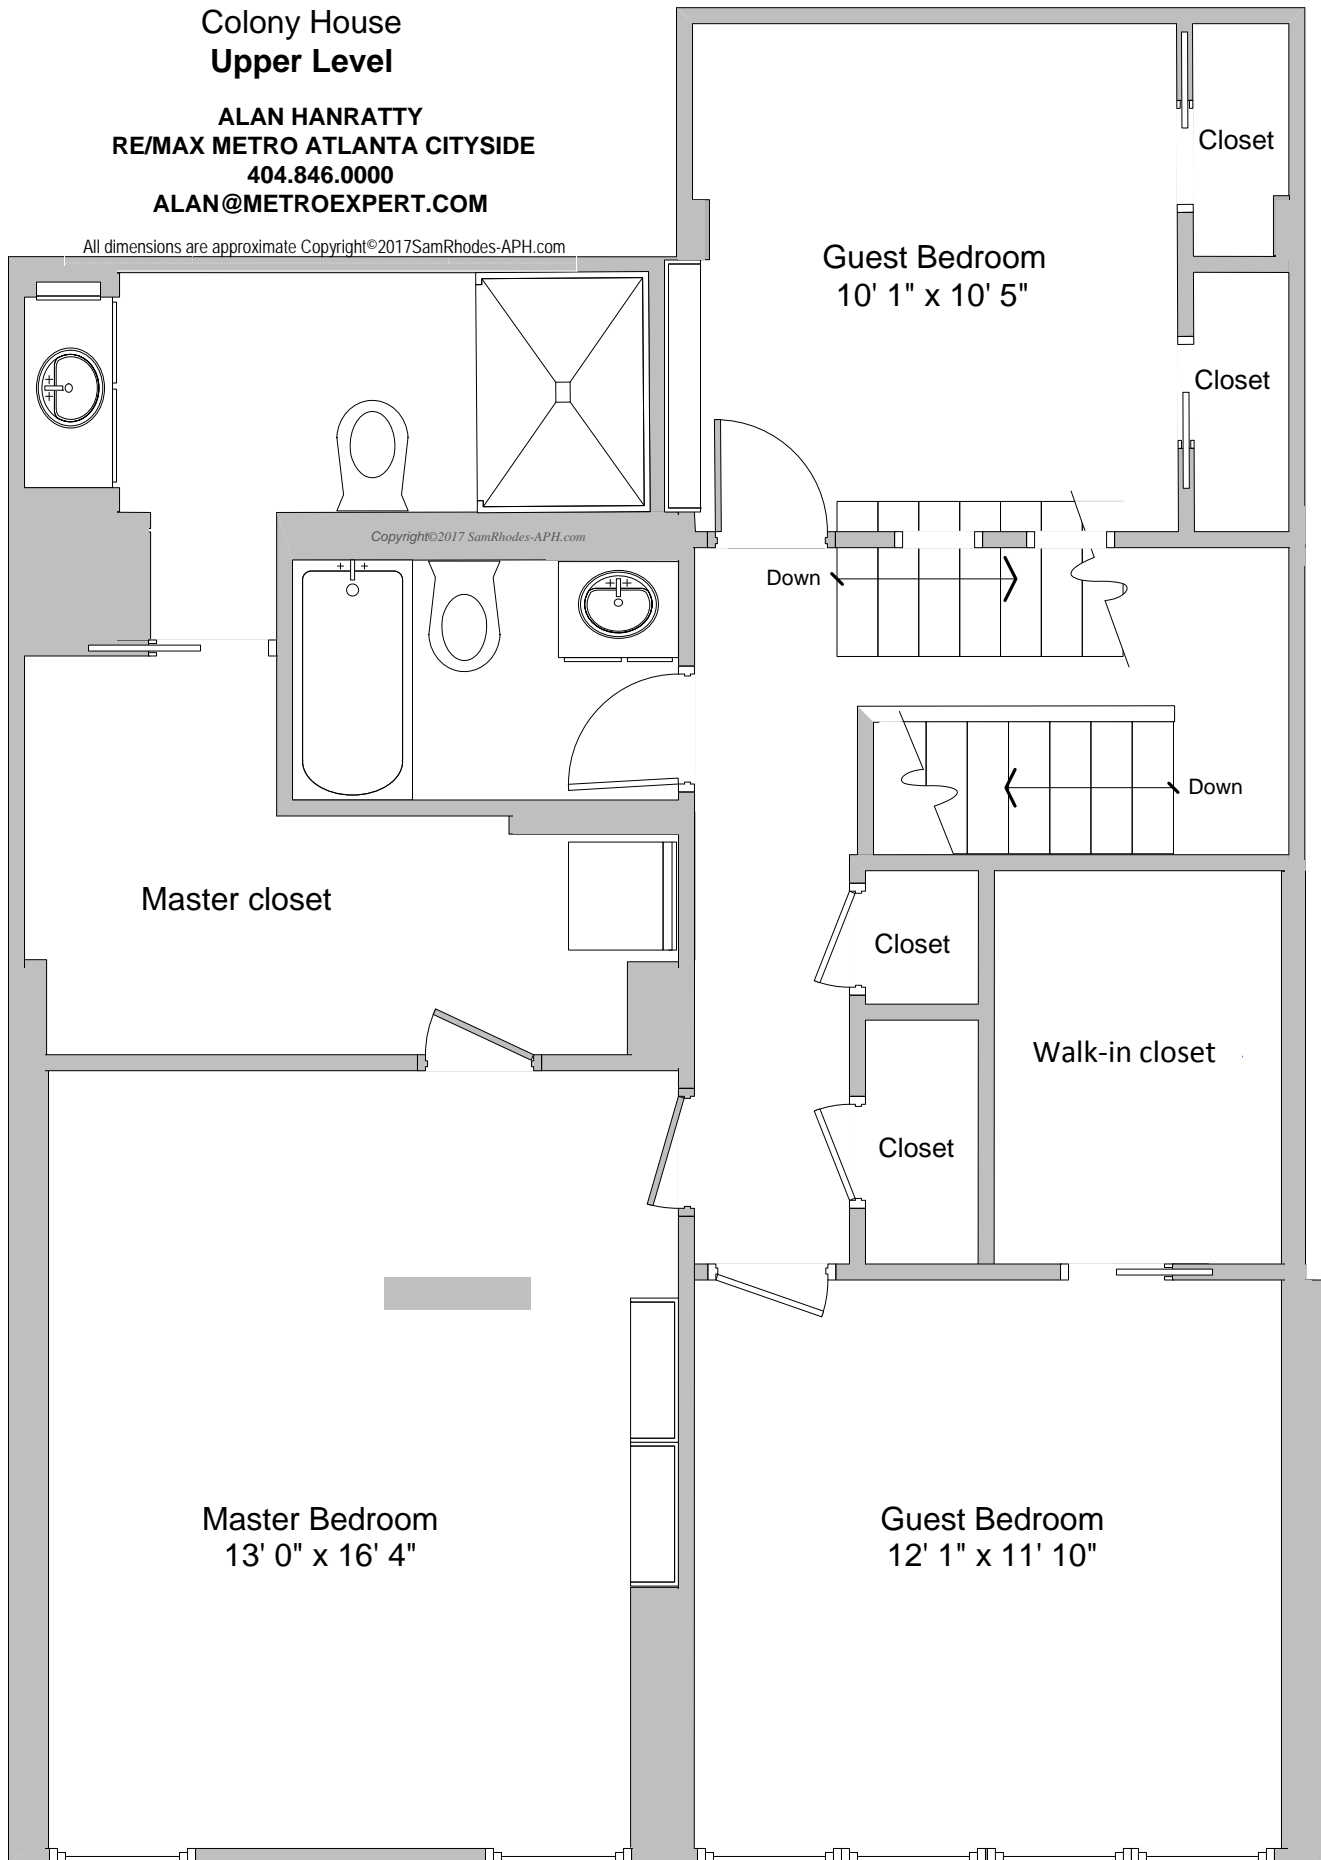 Colony House
Upper Level
ALAN HANRATTY
RE/MAX METRO ATLANTA CITYSIDE
404.846.0000
ALAN@METROEXPERT.COM
All dimensions are approximate Copyright©2017SamRhodes-APH.com
Closet
Guest Bedroom
10' 1" x 10' 5"
Closet
Copyright©2017 SamRhodes-APH.com
Down
Down
Master closet
Closet
Walk-in closet
Closet
Master Bedroom
13' 0" x 16' 4"
Guest Bedroom
12' 1" x 11' 10"